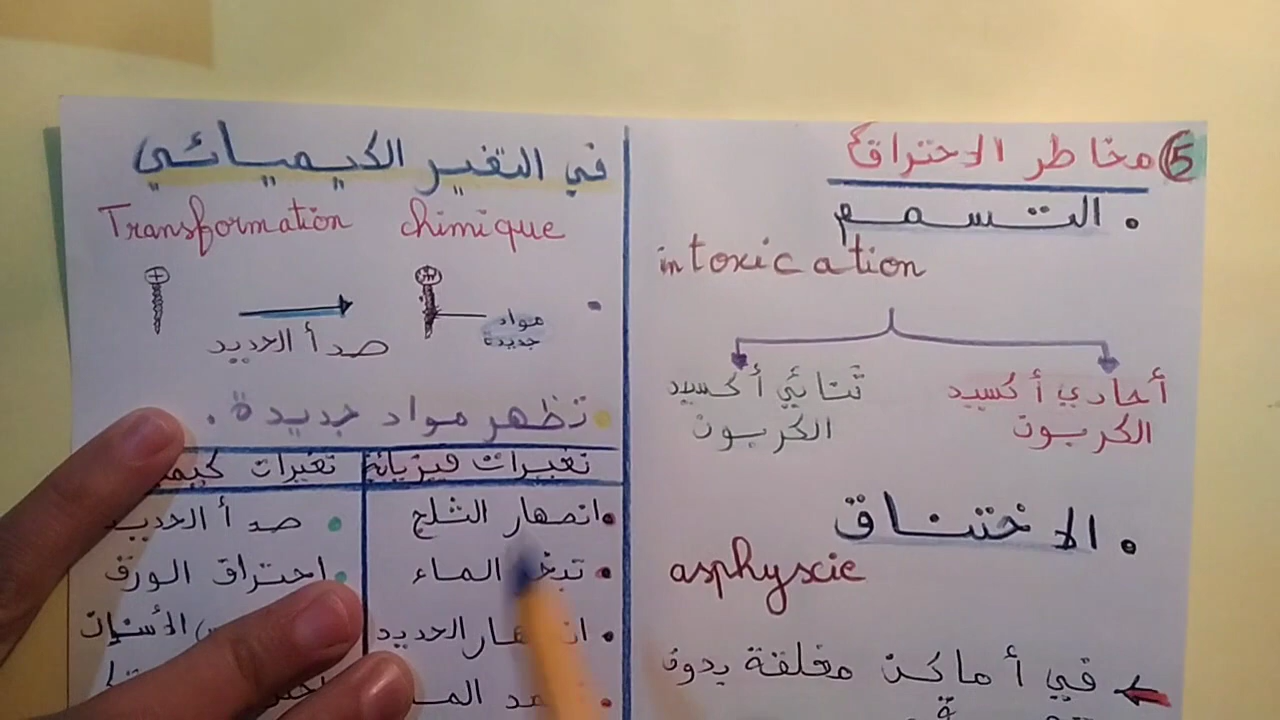 5 مخاطر الاحتراق
التسمم
intoxication
أحادي أكسيد
الكربون
ثنائي أكسيد
الكربون
الاختناق
asphyxie
في أماكن مغلقة بدون
في التغير الكيميائي
Transformation chimique
صدأ الحديد
مواد
جديدة
تظهر مواد جديدة.
تغيرات فيزيائية
انصهار الثلج
الماء
الحديد
تغيرات
صدأ الحديد
احتراق الورق
الأسنان